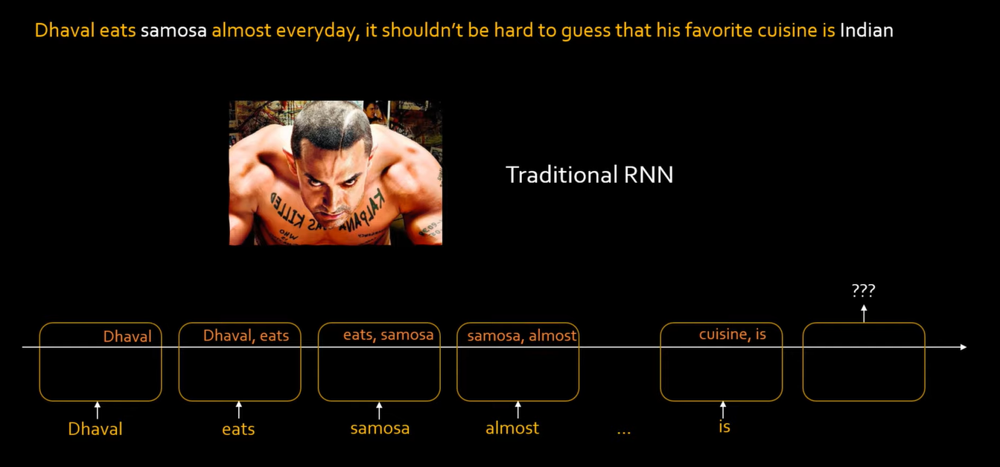 Dhaval eats samosa almost everyday, it shouldn't be hard to guess that his favorite cuisine is Indian
KALPANA WAS KILLED
Traditional RNN
???
Dhaval
Dhaval, eats
eats, samosa
samosa, almost
cuisine, is
Dhaval
eats
samosa
almost
...
is